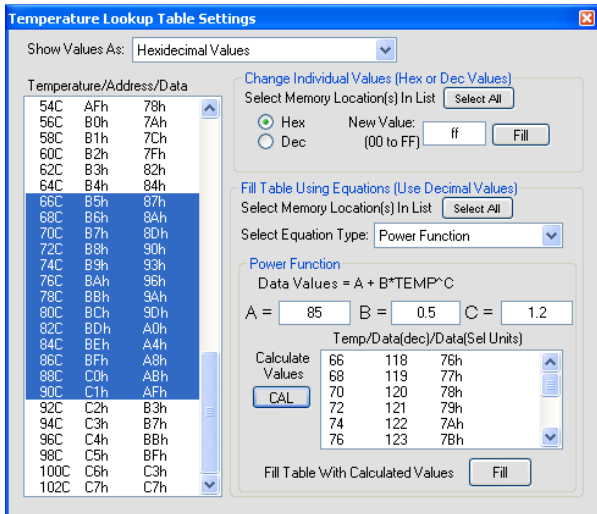 Temperature Lookup Table Settings
Show Values As: Hexidecimal Values
Temperature/Address/Data
54C AFh 78h
56C B0h 7Ah
58C B1h 7Ch
60C B2h 7Fh
62C B3h 82h
64C B4h 84h
66C B5h 87h
68C B6h 8Ah
70C B7h 8Dh
72C B8h 90h
74C B9h 93h
76C BAh 96h
78C BBh 9Ah
80C BCh 9Dh
82C BDh A0h
84C BEh A4h
86C BFh A8h
88C C0h ABh
90C C1h AFh
92C C2h B3h
94C C3h B7h
96C C4h BBh
98C C5h BFh
100C C6h C3h
102C C7h C7h
Change Individual Values (Hex or Dec Values)
Select Memory Location(s) In List Select All
Hex New Value:
Dec (00 to FF) ff Fill
Fill Table Using Equations (Use Decimal Values)
Select Memory Location(s) In List Select All
Select Equation Type: Power Function
Power Function
Data Values = A + B*TEMP^C
A = 85 B = 0.5 C = 1.2
Temp/Data(dec)/Data(Sel Units)
Calculate
Values
CAL
66 118 76h
68 119 77h
70 120 78h
72 121 79h
74 122 7Ah
76 123 7Bh
Fill Table With Calculated Values Fill